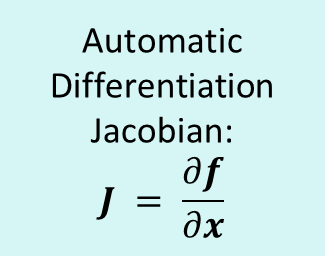 Automatic
Differentiation
Jacobian:
J = ∂f/∂x